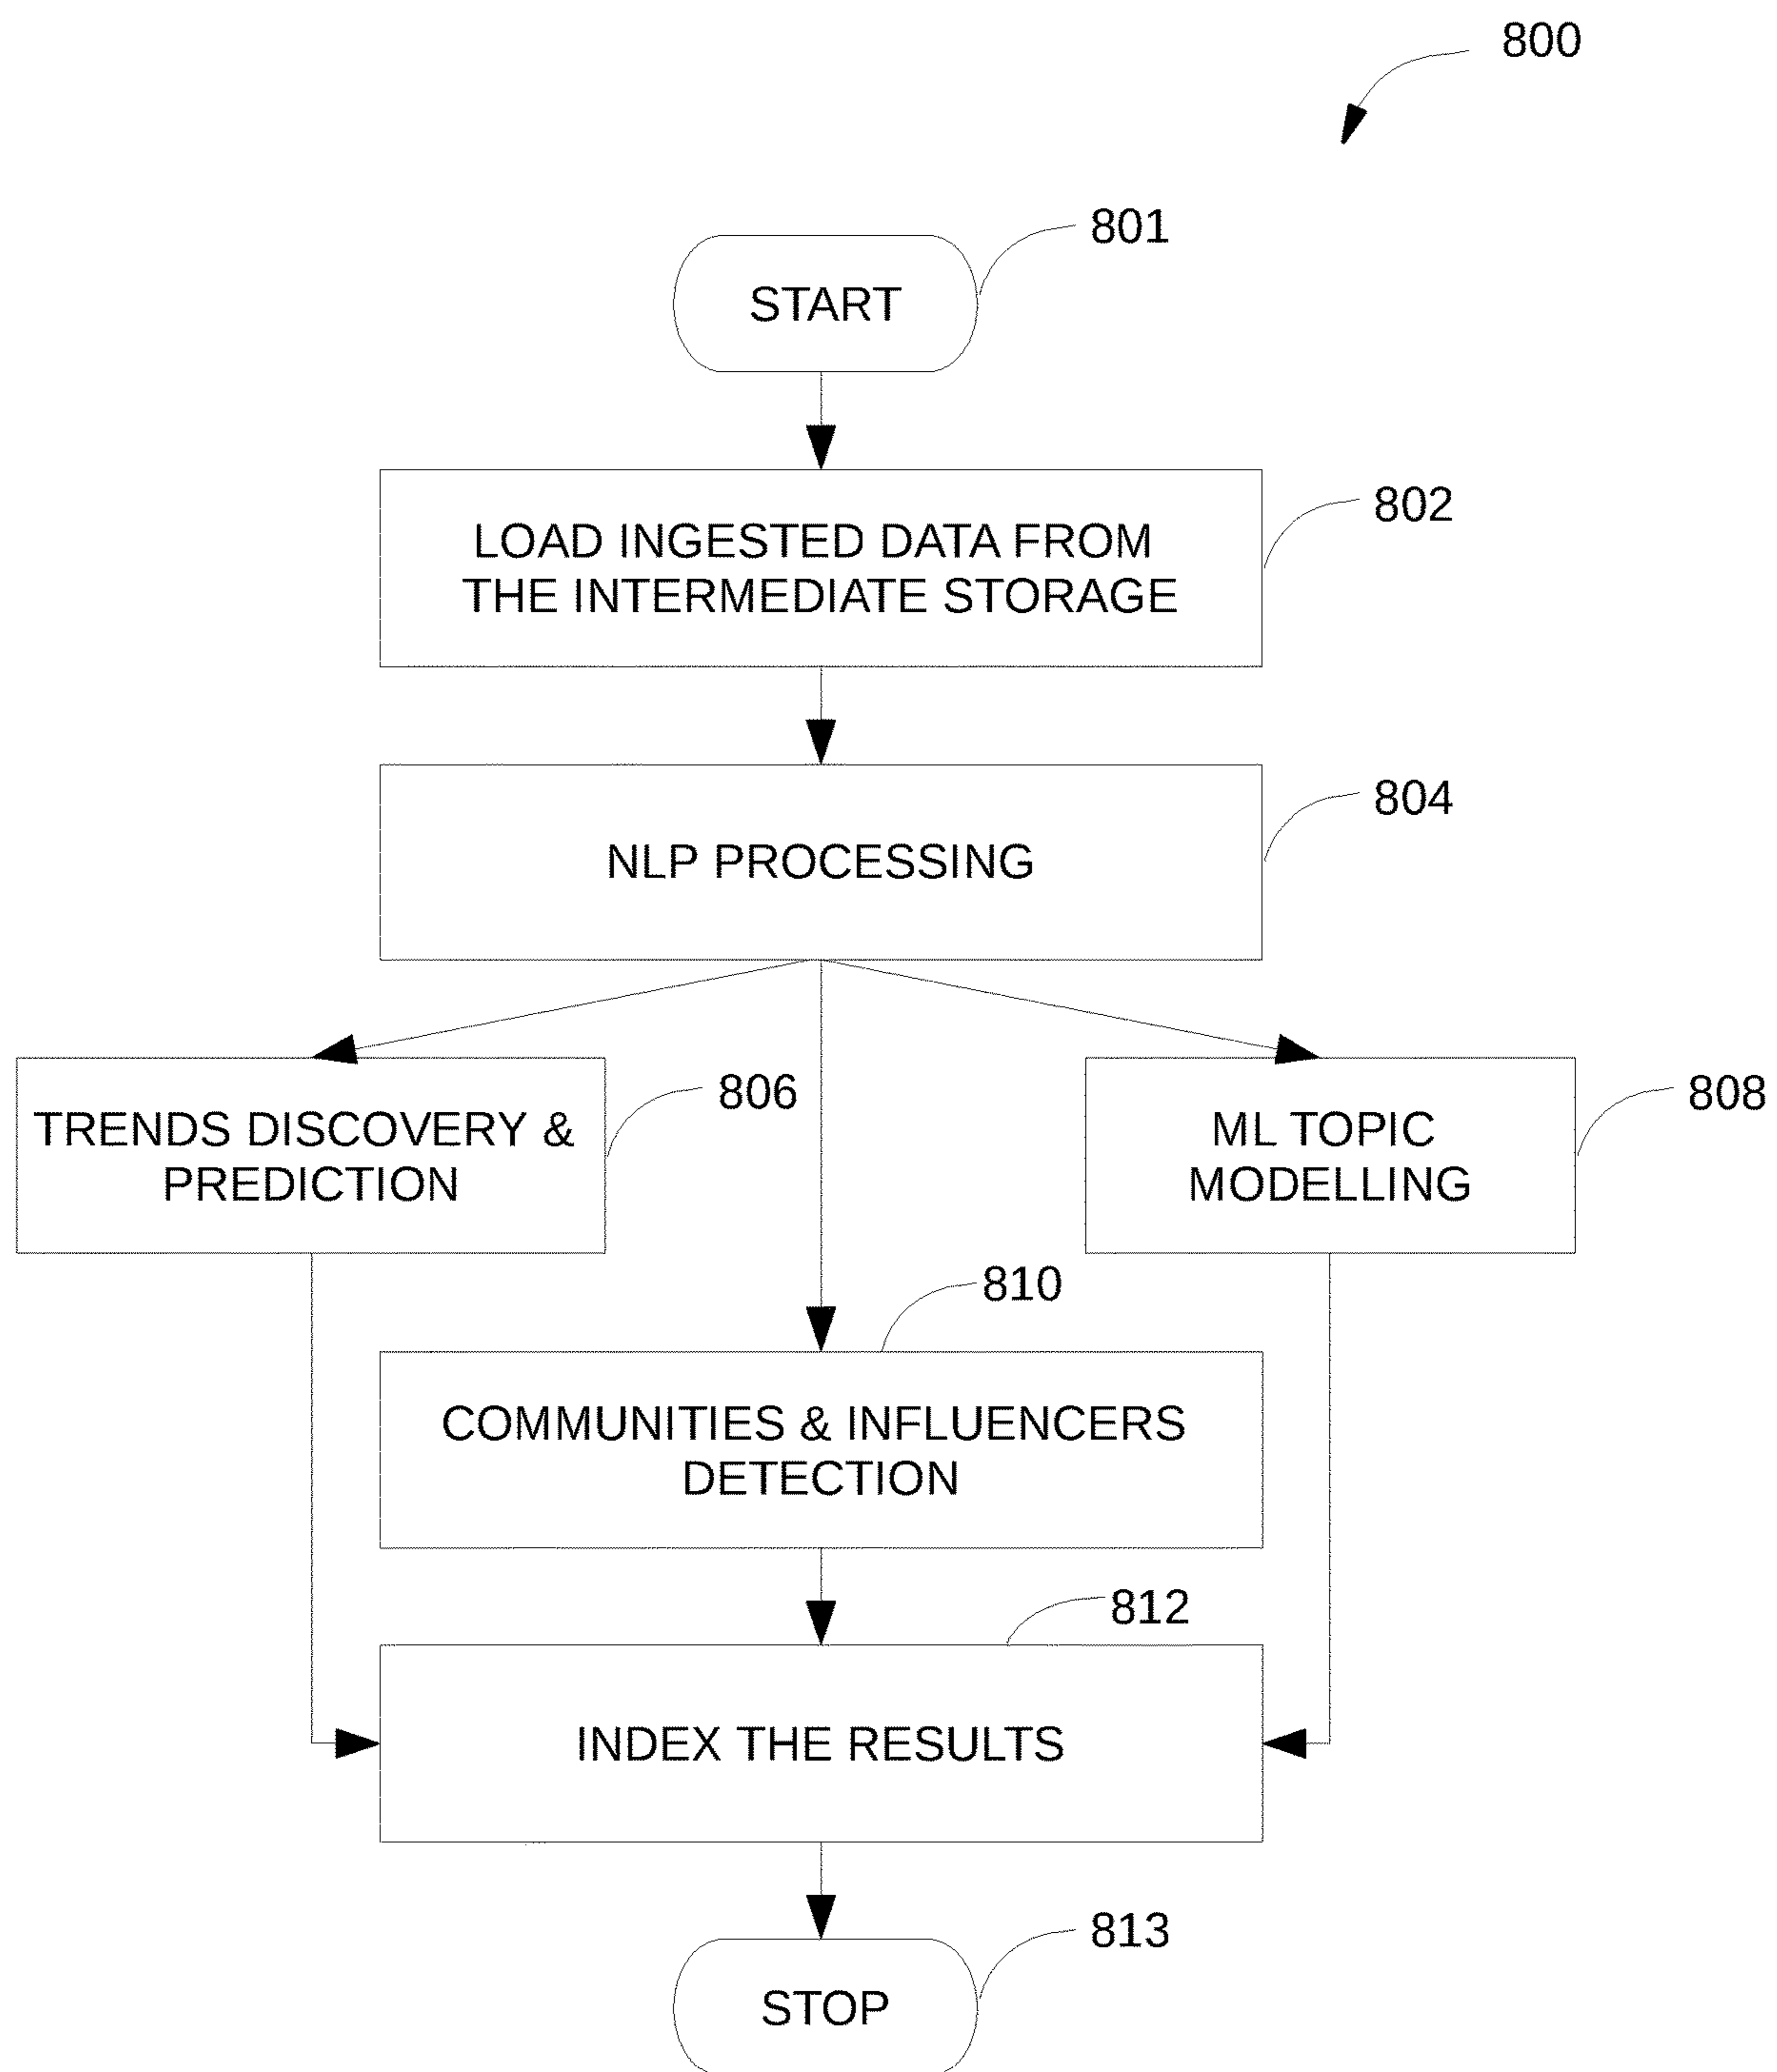 800
801
START
802
LOAD INGESTED DATA FROM
THE INTERMEDIATE STORAGE
804
NLP PROCESSING
806
TRENDS DISCOVERY &
PREDICTION
808
ML TOPIC
MODELLING
810
COMMUNITIES & INFLUENCERS
DETECTION
812
INDEX THE RESULTS
813
STOP